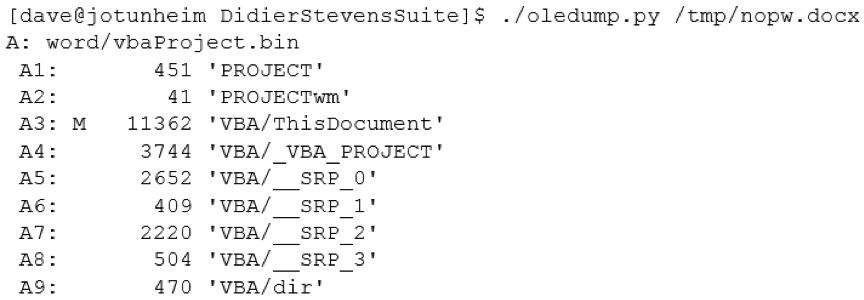 [dave@jotunheim DidierStevensSuite]$ ./oledump.py /tmp/nopw.docx
A: word/vbaProject.bin
 A1:       451 'PROJECT'
 A2:        41 'PROJECTwm'
 A3: M   11362 'VBA/ThisDocument'
 A4:      3744 'VBA/_VBA_PROJECT'
 A5:      2652 'VBA/__SRP_0'
 A6:       409 'VBA/__SRP_1'
 A7:      2220 'VBA/__SRP_2'
 A8:       504 'VBA/__SRP_3'
 A9:       470 'VBA/dir'